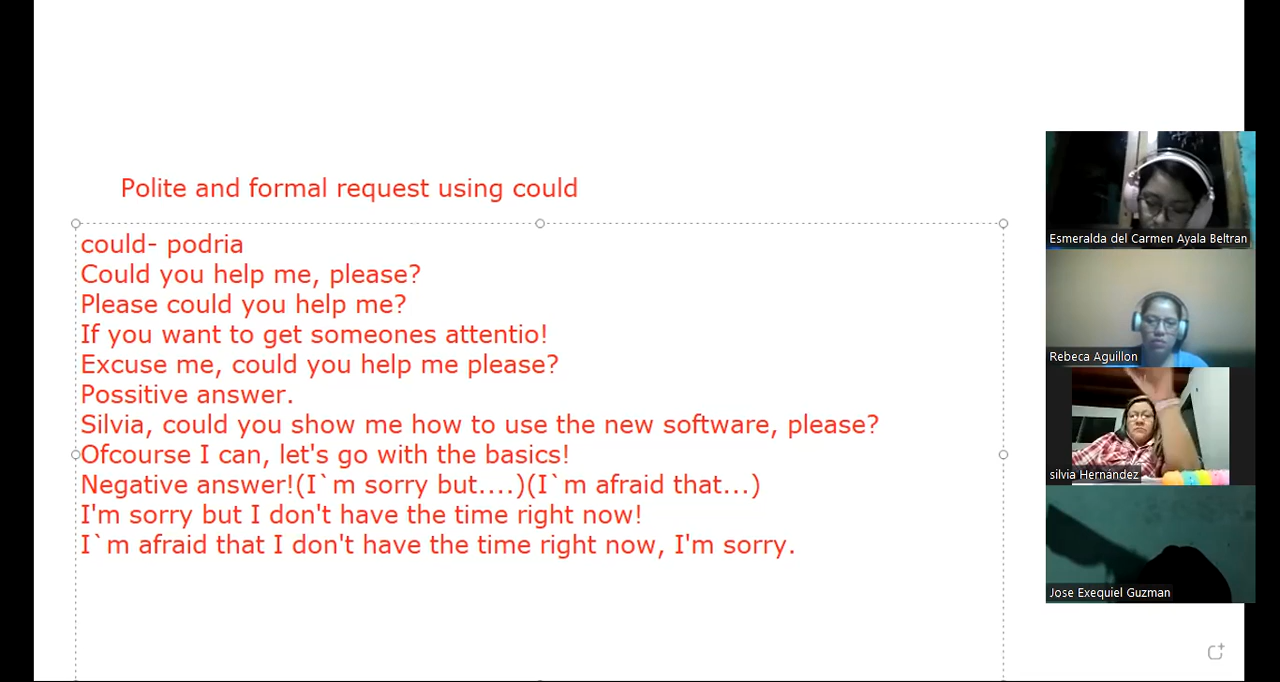 Polite and formal request using could
could- podria
Could you help me, please?
Please could you help me?
If you want to get someones attentio!
Excuse me, could you help me please?
Possitive answer.
Silvia, could you show me how to use the new software, please?
Ofcourse I can, let's go with the basics!
Negative answer!(I`m sorry but....)(I`m afraid that...)
I'm sorry but I don't have the time right now!
I`m afraid that I don't have the time right now, I'm sorry.
Esmeralda del Carmen Ayala Beltran
Rebeca Aguillon
silvia Hernández
Jose Exequiel Guzman